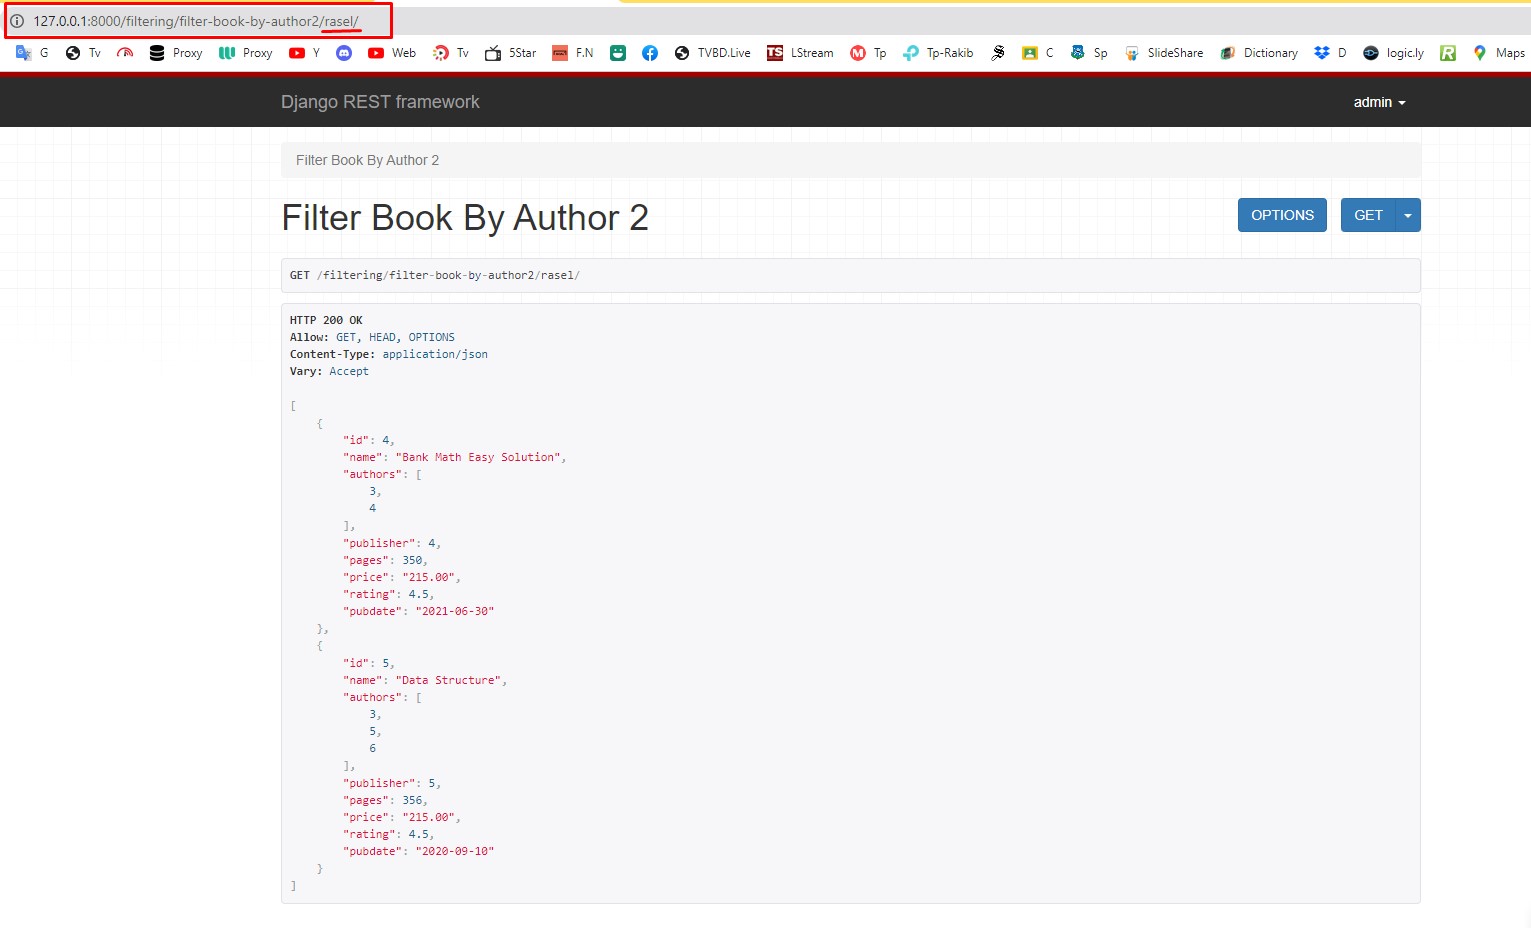 127.0.0.1:8000/filtering/filter-book-by-author2/rasel/
G Tv Proxy Proxy Y Web Tv 5Star F.N TVBD.Live TS LStream M Tp Tp-Rakib C Sp SlideShare Dictionary D logic.ly R Maps
Django REST framework admin
Filter Book By Author 2
Filter Book By Author 2 OPTIONS GET
GET /filtering/filter-book-by-author2/rasel/
HTTP 200 OK
Allow: GET, HEAD, OPTIONS
Content-Type: application/json
Vary: Accept
[
{
"id": 4,
"name": "Bank Math Easy Solution",
"authors": [
3,
4
],
"publisher": 4,
"pages": 350,
"price": "215.00",
"rating": 4.5,
"pubdate": "2021-06-30"
},
{
"id": 5,
"name": "Data Structure",
"authors": [
3,
5,
6
],
"publisher": 5,
"pages": 356,
"price": "215.00",
"rating": 4.5,
"pubdate": "2020-09-10"
}
]